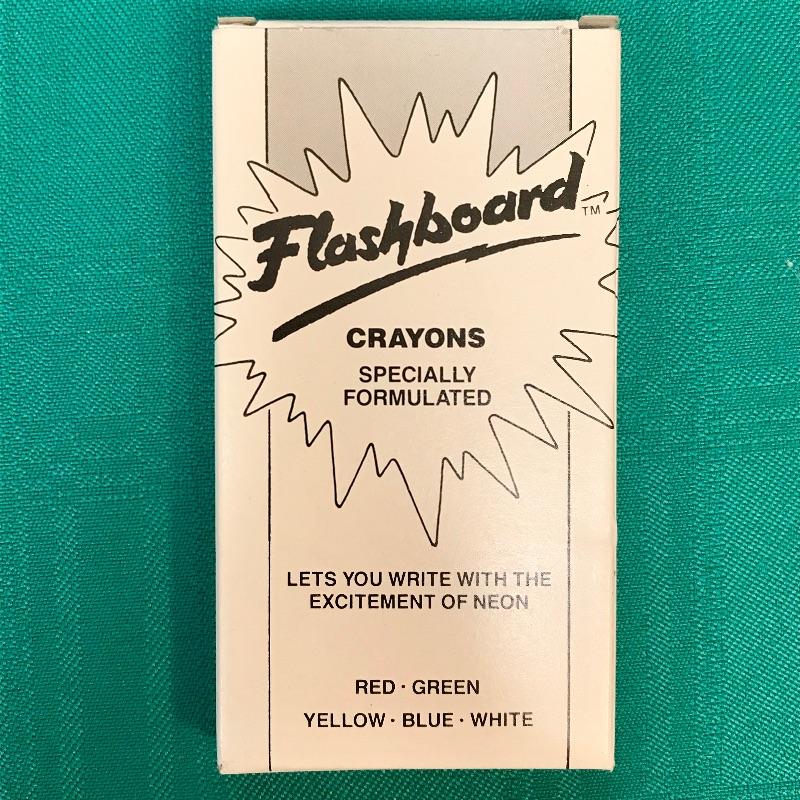 Flashboard™
CRAYONS
SPECIALLY
FORMULATED
LETS YOU WRITE WITH THE
EXCITEMENT OF NEON
RED · GREEN
YELLOW · BLUE · WHITE